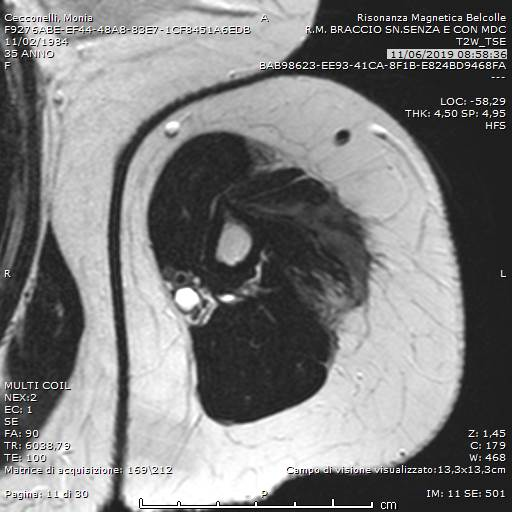 Cecconelli, Monia
A
Risonanza Magnetica Belcolle
F9276ABE-EF44-48A8-83E7-1CF8451A6EDB
R.M. BRACCIO SN.SENZA E CON MDC
11/02/1984
T2W_TSE
35 ANNO
11/06/2019 08:58:36
F
BAB98623-EE93-41CA-8F1B-E824BD9468FA
---
LOC: -58,29
THK: 4,50 SP: 4,95
HFS
R
L
MULTI COIL
NEX:2
EC: 1
SE
FA: 90
Z: 1,45
TR: 6038,79
C: 179
TE: 100
W: 468
Matrice di acquisizione: 169\212
Campo di visione visualizzato:13,3x13,3cm
Pagina: 11 di 30
P
IM: 11 SE: 501
cm